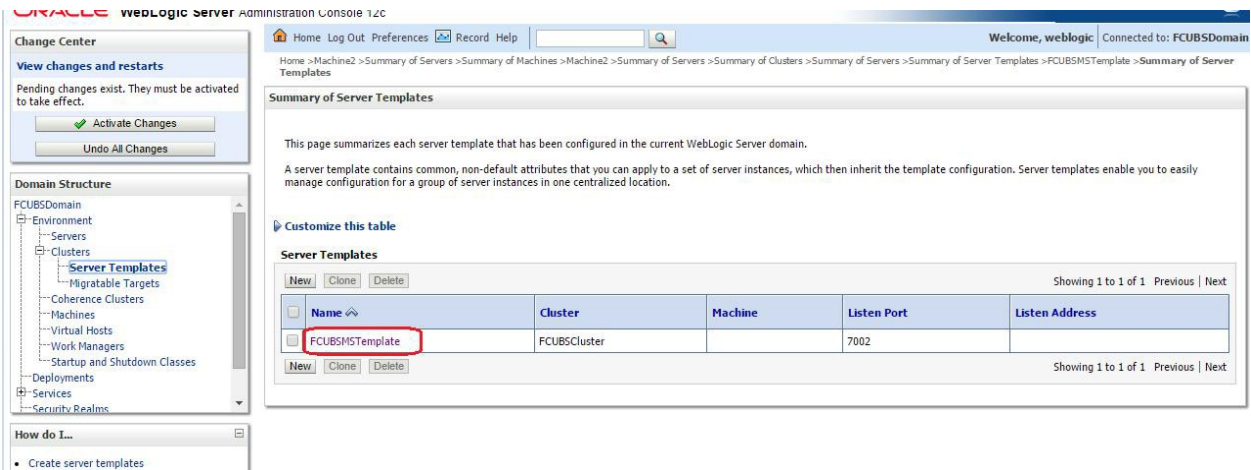 ORACLE WebLogic Server Administration Console 12c
Change Center
View changes and restarts
Pending changes exist. They must be activated
to take effect.
Activate Changes
Undo All Changes
Domain Structure
FCUBSDomain
Environment
Servers
Clusters
Server Templates
Migratable Targets
Coherence Clusters
Machines
Virtual Hosts
Work Managers
Startup and Shutdown Classes
Deployments
Services
Security Realms
How do I...
Create server templates
Home Log Out Preferences Record Help
Welcome, weblogic Connected to: FCUBSDomain
Home >Machine2 >Summary of Servers >Summary of Machines >Machine2 >Summary of Servers >Summary of Clusters >Summary of Servers >Summary of Server Templates >FCUBSMSTemplate >Summary of Server
Templates
Summary of Server Templates
This page summarizes each server template that has been configured in the current WebLogic Server domain.
A server template contains common, non-default attributes that you can apply to a set of server instances, which then inherit the template configuration. Server templates enable you to easily
manage configuration for a group of server instances in one centralized location.
Customize this table
Server Templates
New Clone Delete Showing 1 to 1 of 1 Previous | Next
Name Cluster Machine Listen Port Listen Address
FCUBSMSTemplate FCUBSCluster 7002
New Clone Delete Showing 1 to 1 of 1 Previous | Next